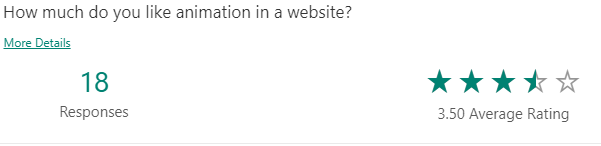 How much do you like animation in a website?
More Details
18
Responses
3.50 Average Rating